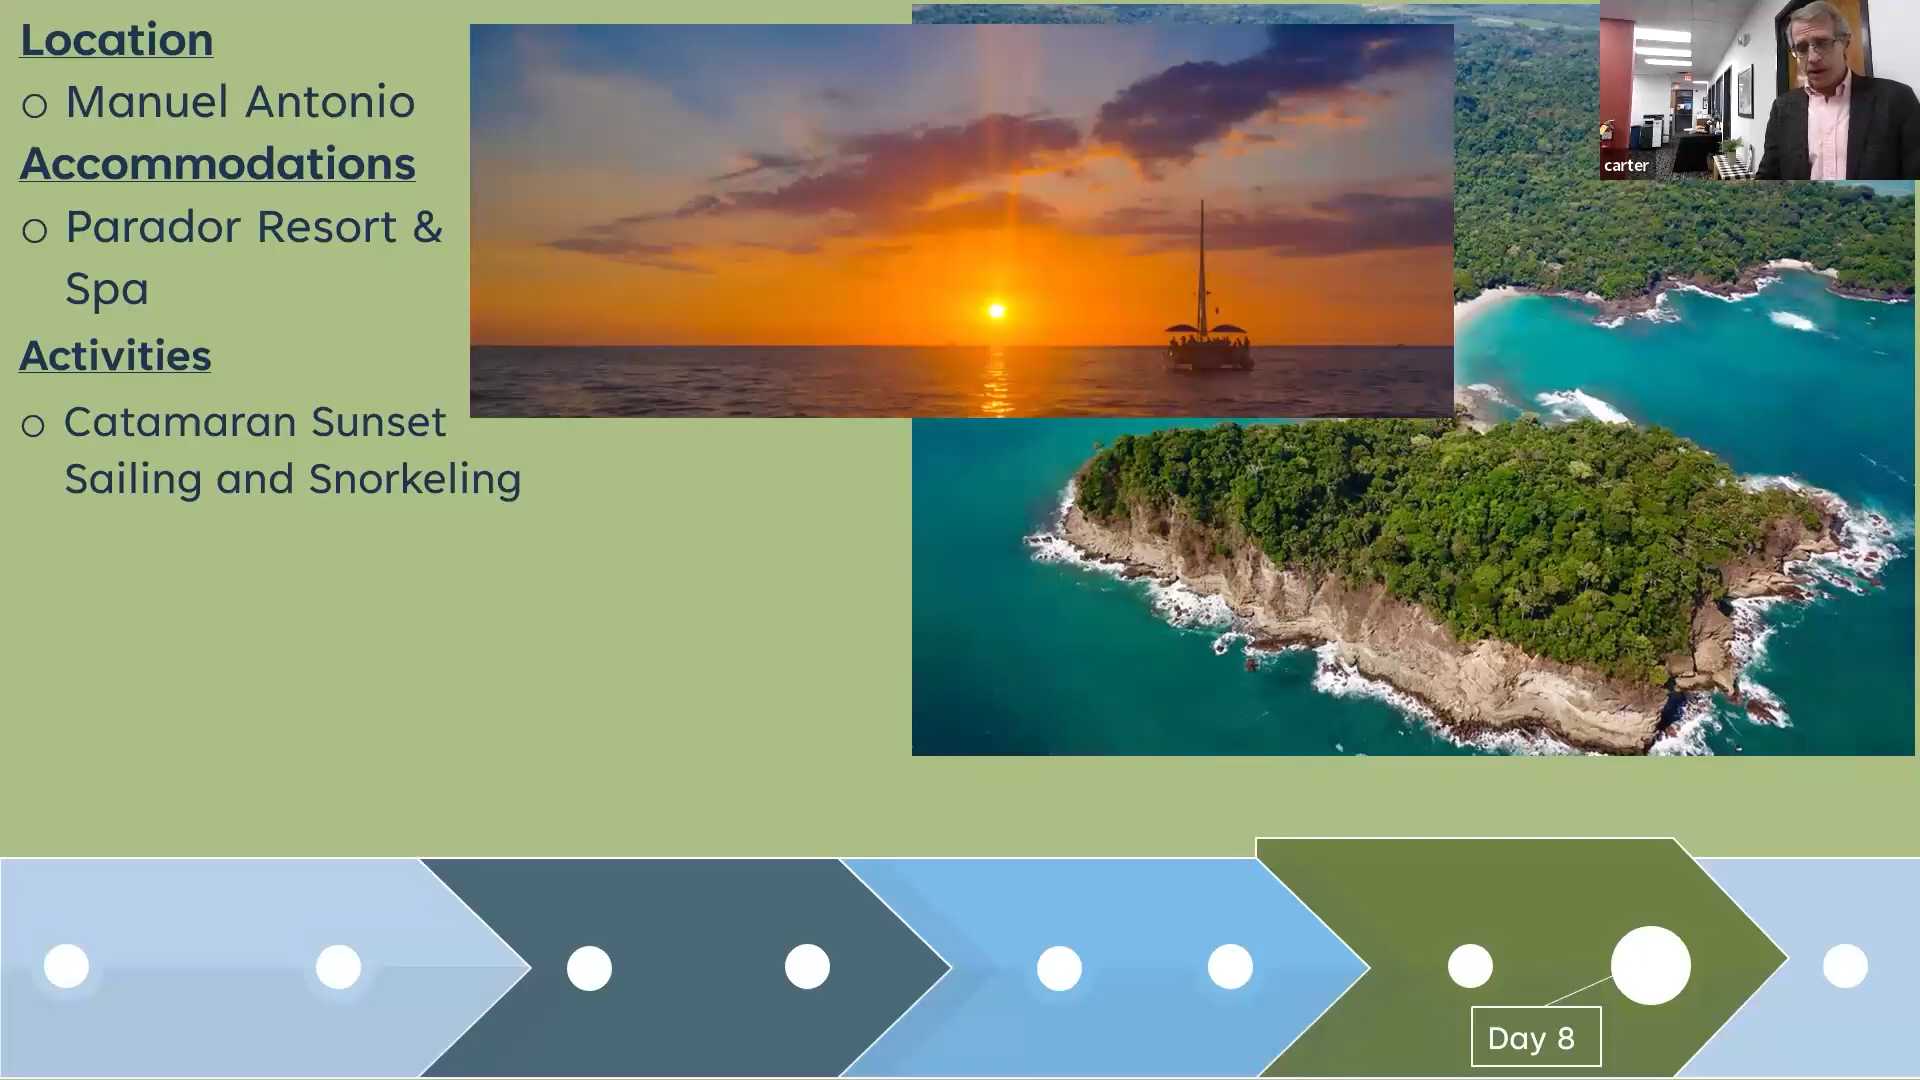 Location
○ Manuel Antonio
Accommodations
○ Parador Resort &
Spa
Activities
○ Catamaran Sunset
Sailing and Snorkeling
carter
Day 8